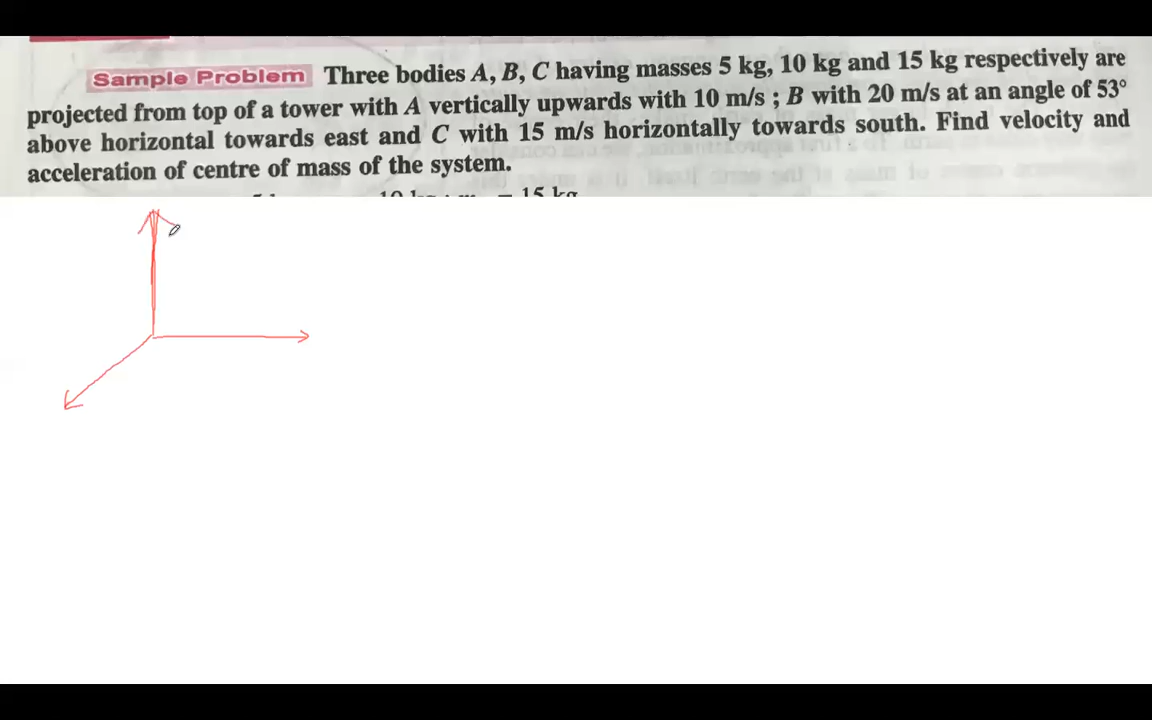 Sample Problem Three bodies A, B, C having masses 5 kg, 10 kg and 15 kg respectively are
projected from top of a tower with A vertically upwards with 10 m/s ; B with 20 m/s at an angle of 53°
above horizontal towards east and C with 15 m/s horizontally towards south. Find velocity and
acceleration of centre of mass of the system.
15 kg